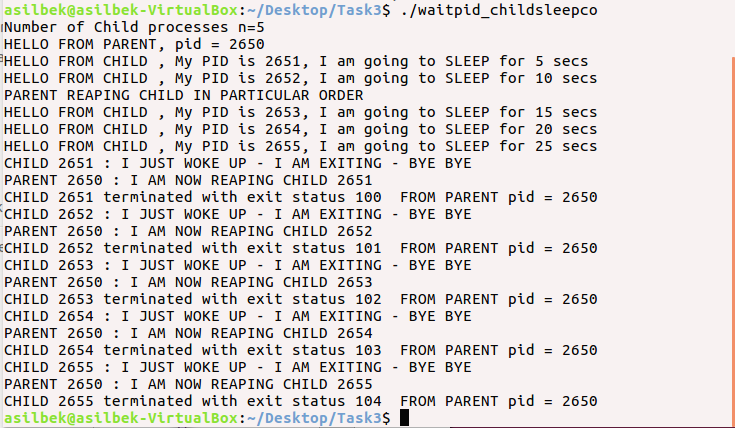 asilbek@asilbek-VirtualBox:~/Desktop/Task3$ ./waitpid_childsleepco
Number of Child processes n=5
HELLO FROM PARENT, pid = 2650
HELLO FROM CHILD , My PID is 2651, I am going to SLEEP for 5 secs
HELLO FROM CHILD , My PID is 2652, I am going to SLEEP for 10 secs
PARENT REAPING CHILD IN PARTICULAR ORDER
HELLO FROM CHILD , My PID is 2653, I am going to SLEEP for 15 secs
HELLO FROM CHILD , My PID is 2654, I am going to SLEEP for 20 secs
HELLO FROM CHILD , My PID is 2655, I am going to SLEEP for 25 secs
CHILD 2651 : I JUST WOKE UP - I AM EXITING - BYE BYE
PARENT 2650 : I AM NOW REAPING CHILD 2651
CHILD 2651 terminated with exit status 100  FROM PARENT pid = 2650
CHILD 2652 : I JUST WOKE UP - I AM EXITING - BYE BYE
PARENT 2650 : I AM NOW REAPING CHILD 2652
CHILD 2652 terminated with exit status 101  FROM PARENT pid = 2650
CHILD 2653 : I JUST WOKE UP - I AM EXITING - BYE BYE
PARENT 2650 : I AM NOW REAPING CHILD 2653
CHILD 2653 terminated with exit status 102  FROM PARENT pid = 2650
CHILD 2654 : I JUST WOKE UP - I AM EXITING - BYE BYE
PARENT 2650 : I AM NOW REAPING CHILD 2654
CHILD 2654 terminated with exit status 103  FROM PARENT pid = 2650
CHILD 2655 : I JUST WOKE UP - I AM EXITING - BYE BYE
PARENT 2650 : I AM NOW REAPING CHILD 2655
CHILD 2655 terminated with exit status 104  FROM PARENT pid = 2650
asilbek@asilbek-VirtualBox:~/Desktop/Task3$